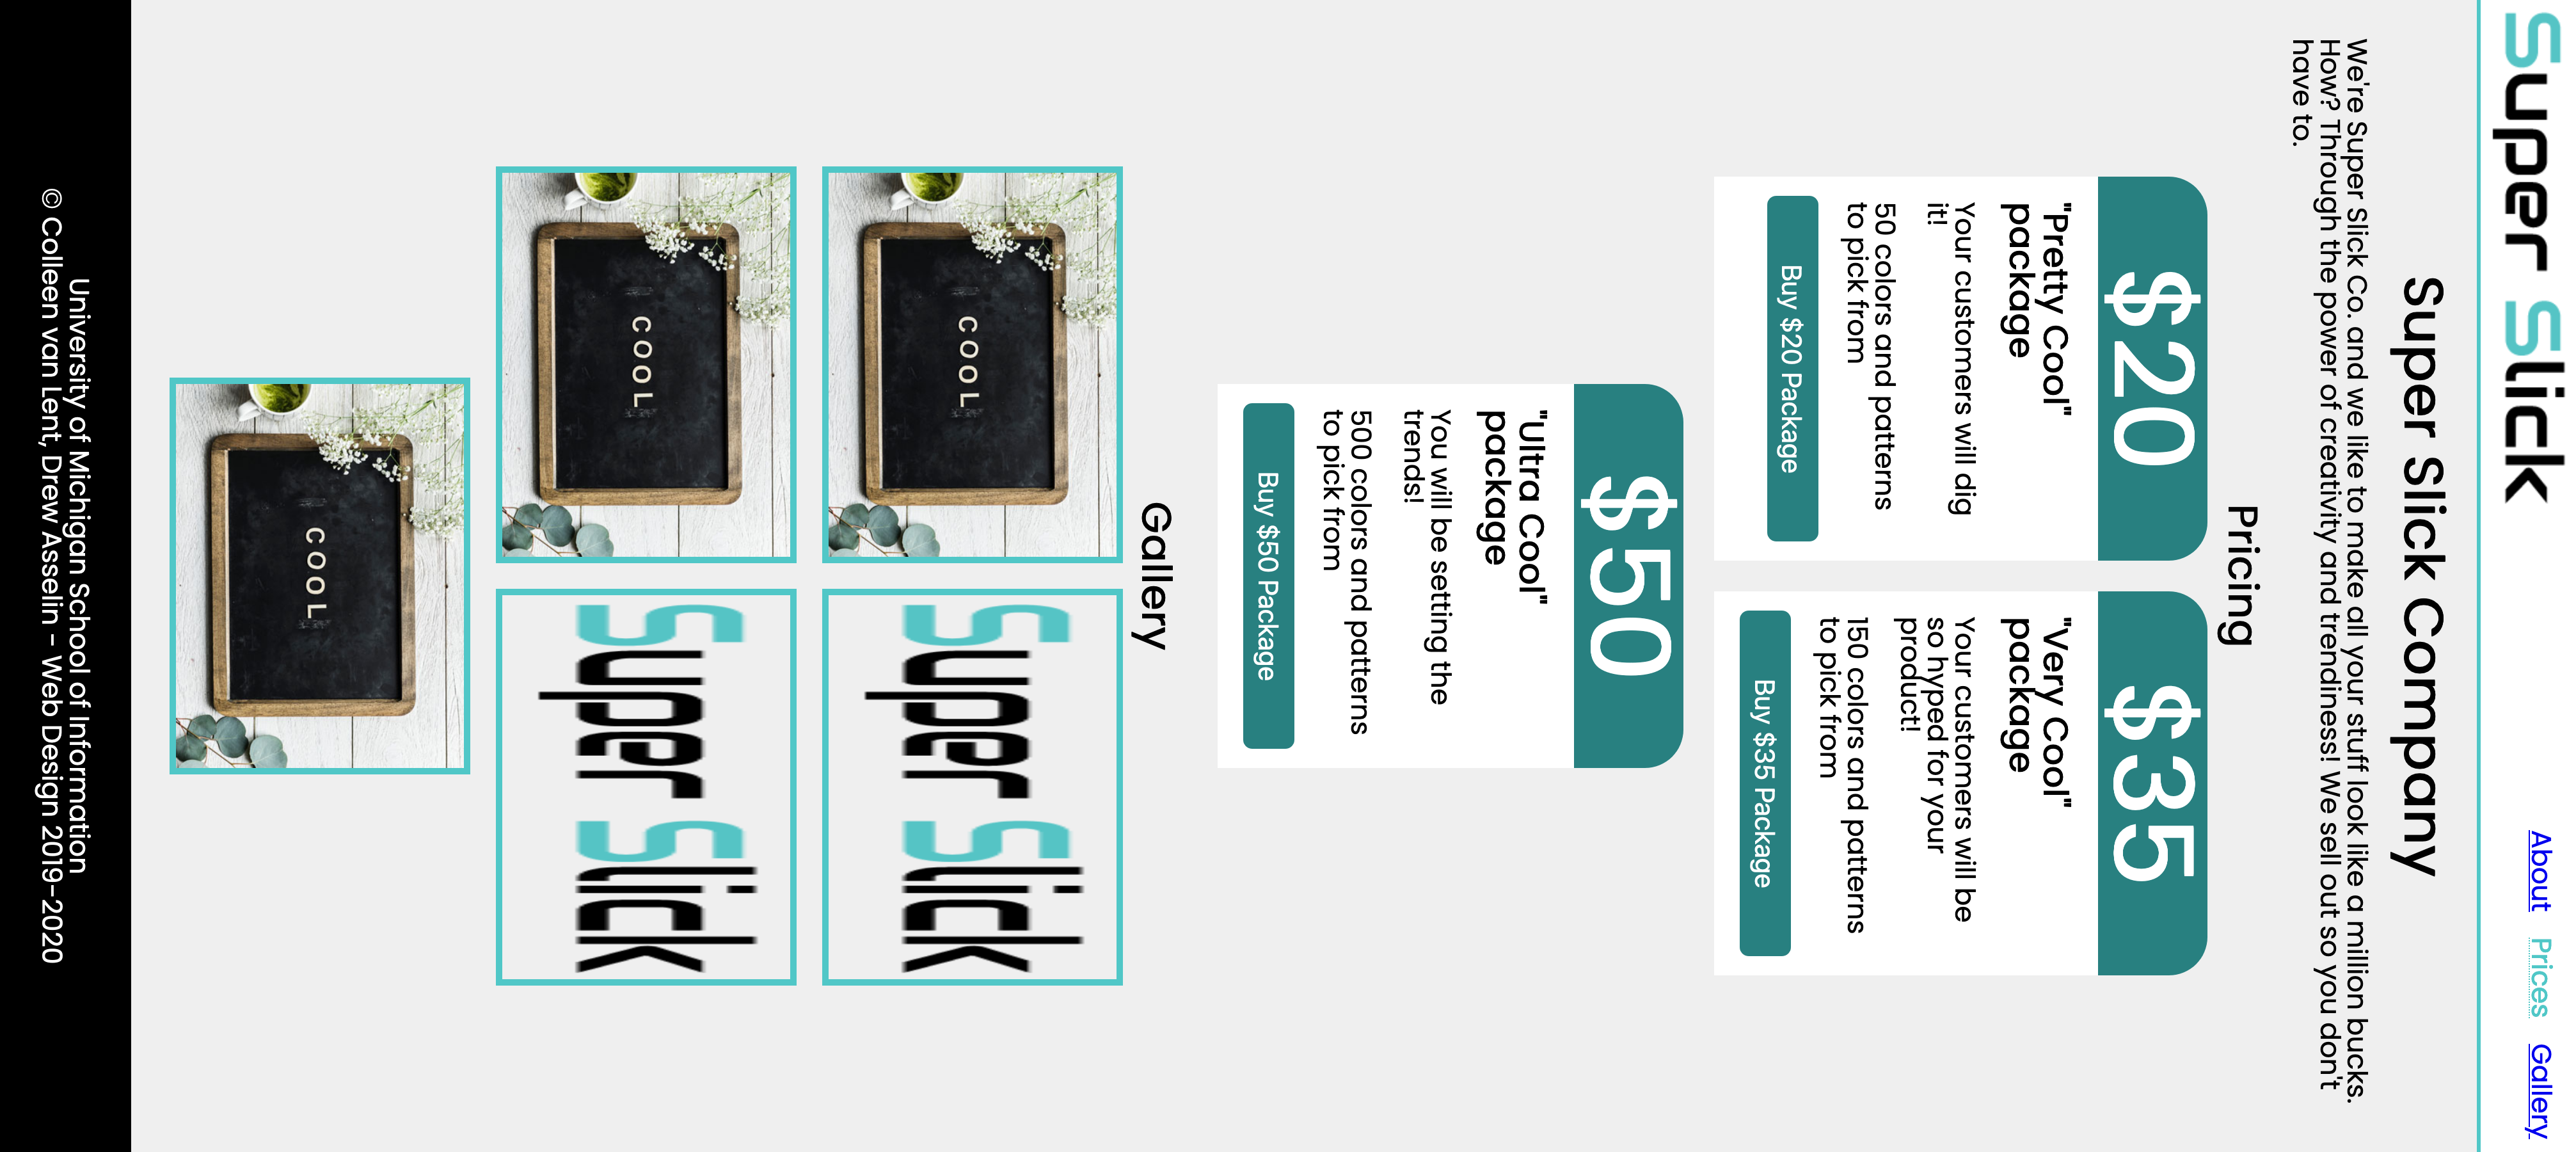 Super Slick
About Prices Gallery
Super Slick Company
We're Super Slick Co. and we like to make all your stuff look like a million bucks.
How? Through the power of creativity and trendiness! We sell out so you don't
have to.
Pricing
$20
"Pretty Cool"
package
Your customers will dig
it!
50 colors and patterns
to pick from
Buy $20 Package
$35
"Very Cool"
package
Your customers will be
so hyped for your
product!
150 colors and patterns
to pick from
Buy $35 Package
$50
"Ultra Cool"
package
You will be setting the
trends!
500 colors and patterns
to pick from
Buy $50 Package
Gallery
COOL
Super Slick
COOL
Super Slick
COOL
University of Michigan School of Information
© Colleen van Lent, Drew Asselin - Web Design 2019-2020